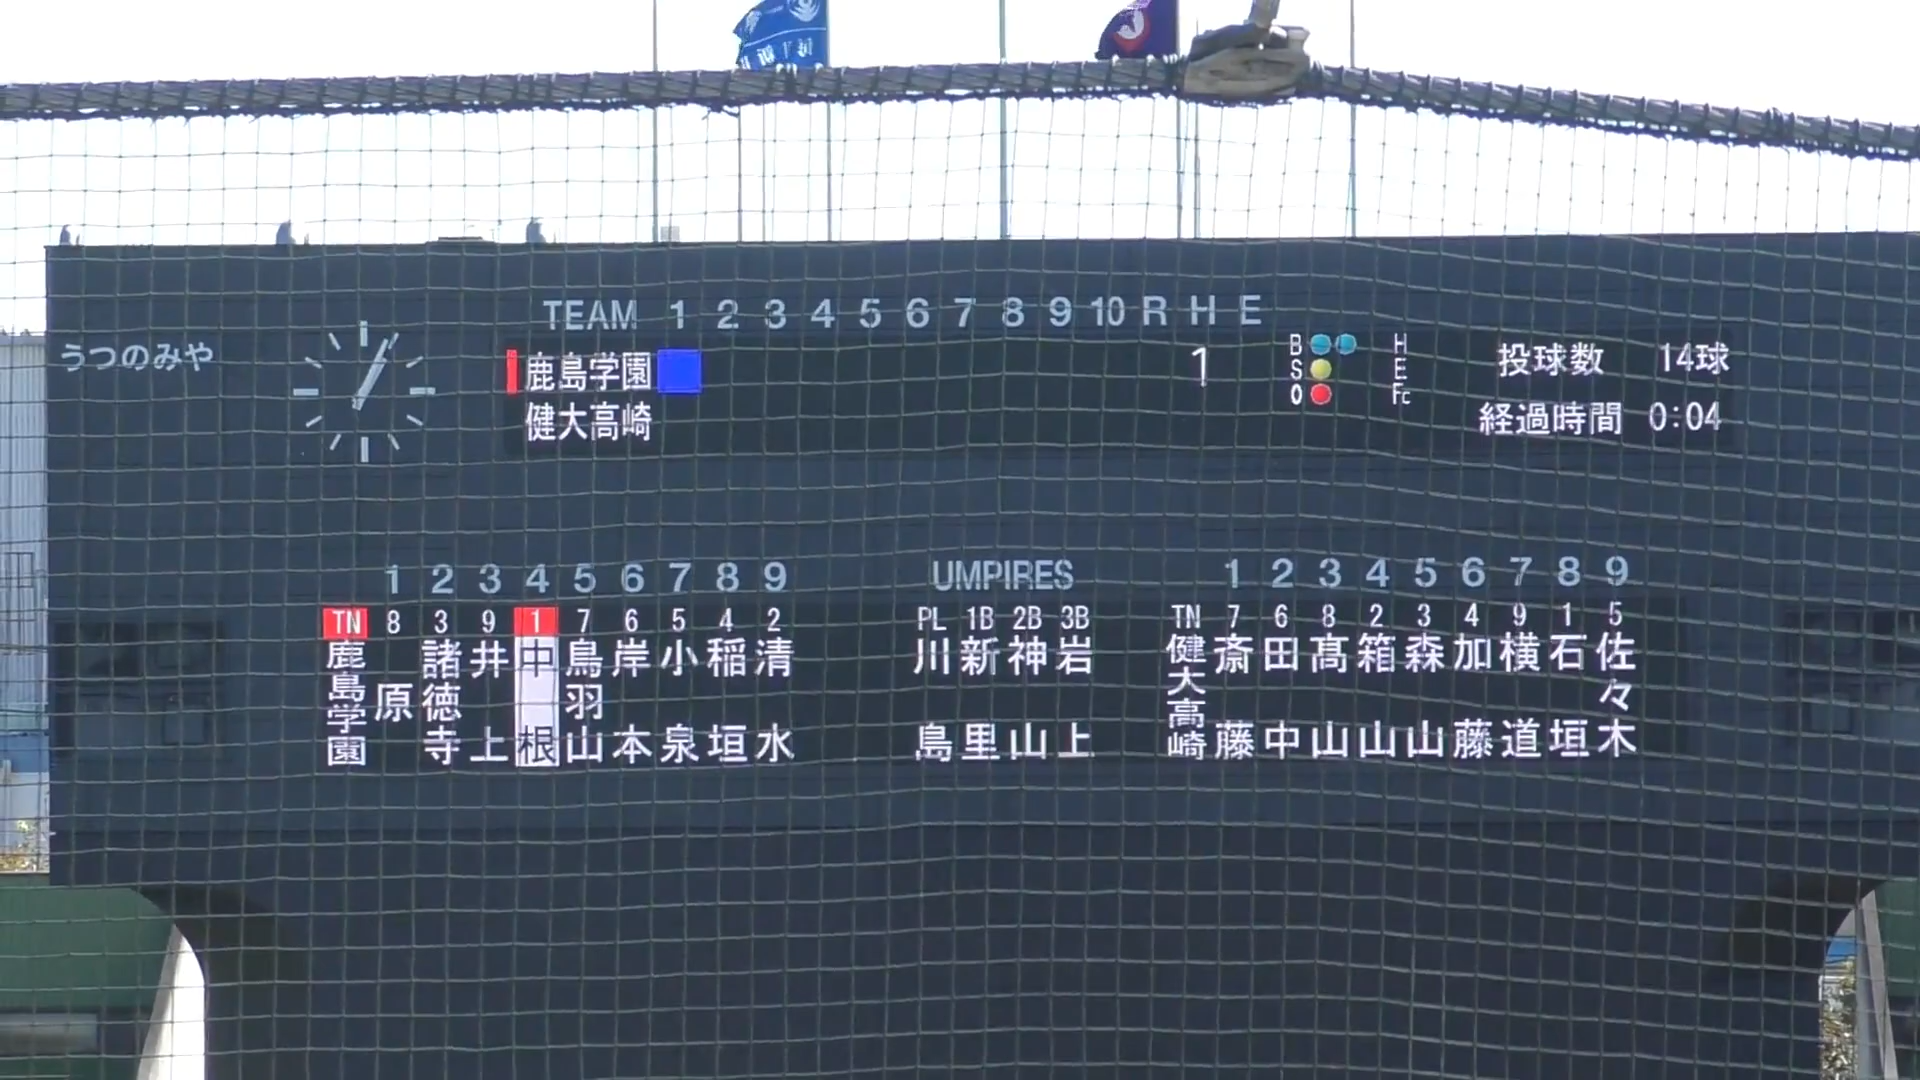 うつのみや
TEAM 1 2 3 4 5 6 7 8 9 10 R H E
鹿島学園 1
健大高崎
B H
S E
O Fc
投球数 14球
経過時間 0:04
1 2 3 4 5 6 7 8 9
TN 8 3 9 1 7 6 5 4 2
鹿島学園
原
諸徳寺
井上
中根
鳥羽山
岸本
小泉
稲垣
清水
UMPIRES
PL 1B 2B 3B
川島
新里
神山
岩上
1 2 3 4 5 6 7 8 9
TN 7 6 8 2 3 4 9 1 5
健大高崎
斎藤
田中
髙山
箱山
森山
加藤
横道
石垣
佐々木